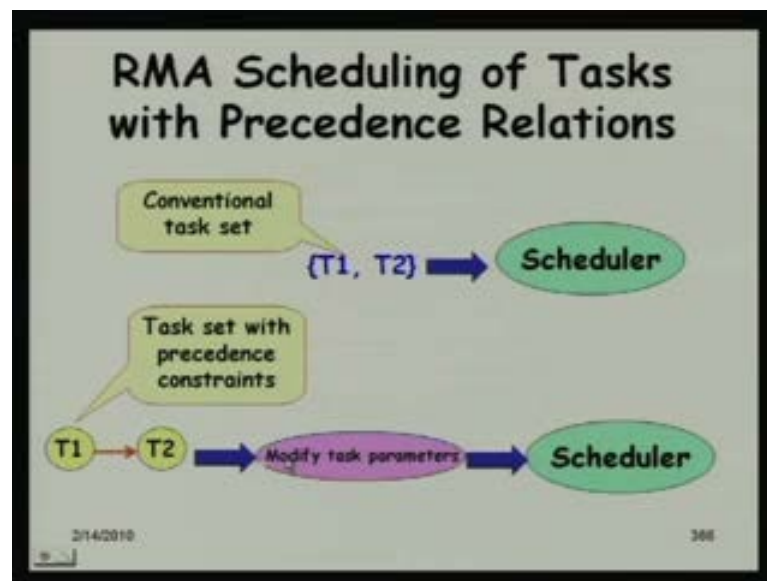 RMA Scheduling of Tasks
with Precedence Relations
Conventional
task set
{T1, T2}
Scheduler
Task set with
precedence
constraints
T1
T2
Modify task parameters
Scheduler
2/14/2010
366